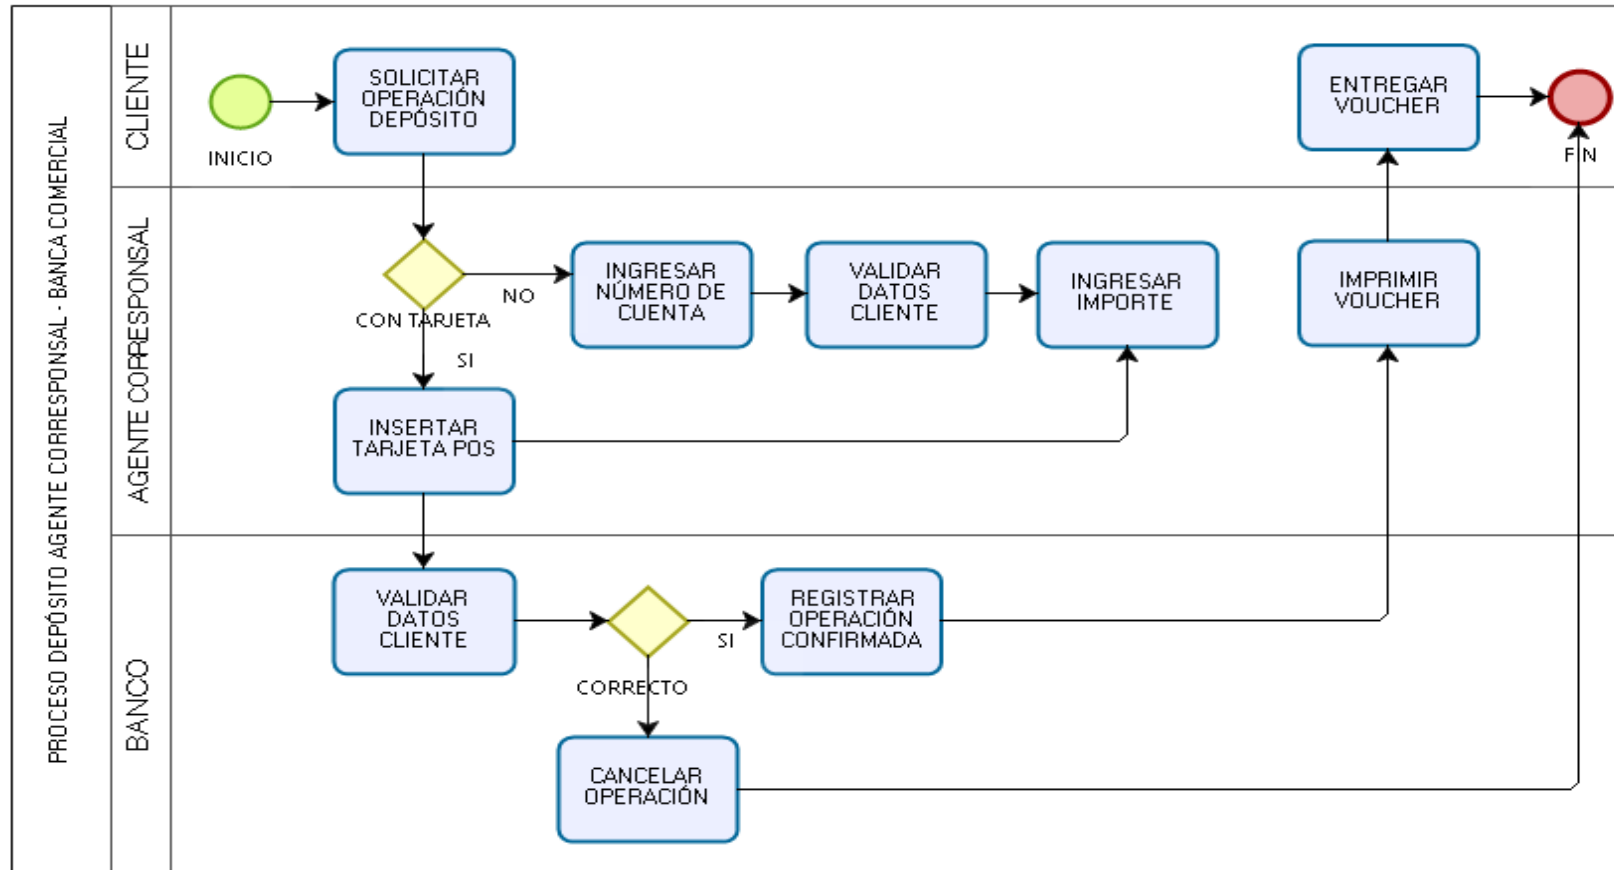 PROCESO DEPÓSITO AGENTE CORRESPONSAL - BANCA COMERCIAL
CLIENTE
INICIO
SOLICITAR
OPERACIÓN
DEPÓSITO
ENTREGAR
VOUCHER
FIN
AGENTE CORRESPONSAL
CON TARJETA
NO
SI
INGRESAR
NÚMERO DE
CUENTA
VALIDAR
DATOS
CLIENTE
INGRESAR
IMPORTE
IMPRIMIR
VOUCHER
INSERTAR
TARJETA POS
BANCO
VALIDAR
DATOS
CLIENTE
CORRECTO
SI
REGISTRAR
OPERACIÓN
CONFIRMADA
CANCELAR
OPERACIÓN